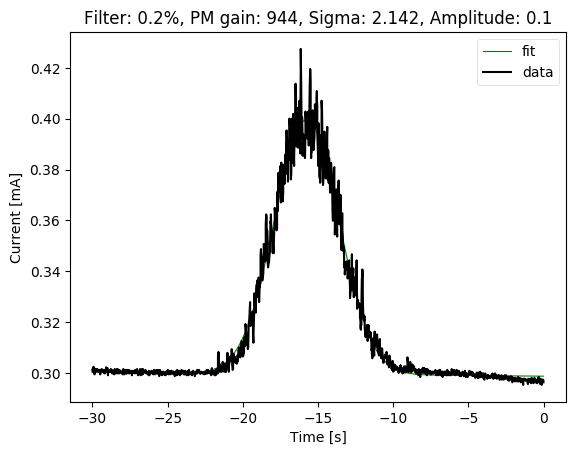 Filter: 0.2%, PM gain: 944, Sigma: 2.142, Amplitude: 0.1
fit
data
Current [mA]
0.42
0.40
0.38
0.36
0.34
0.32
0.30
−30
−25
−20
−15
−10
−5
0
Time [s]